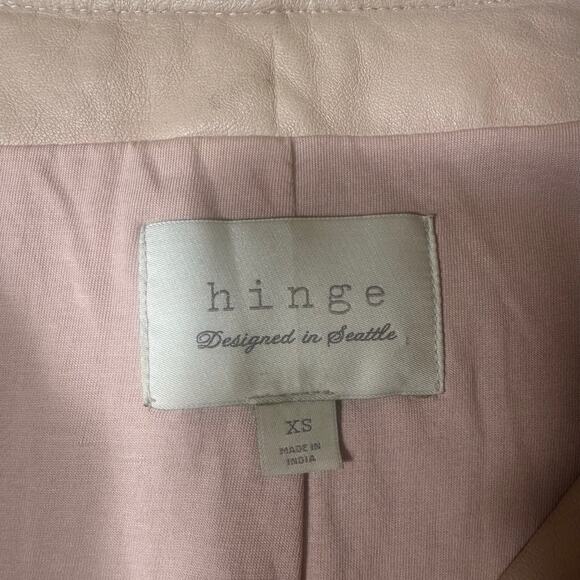 hinge
Designed in Seattle
XS
MADE IN
INDIA